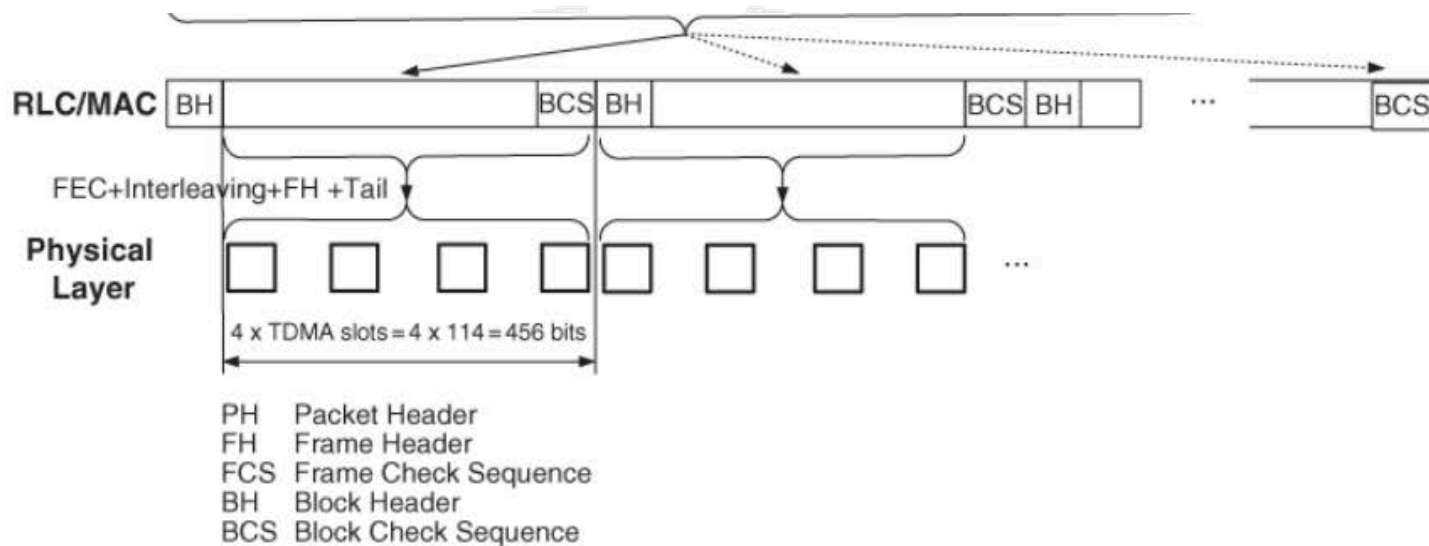 RLC/MAC BH BCS BH BCS BH ... BCS
FEC+Interleaving+FH +Tail
Physical
Layer
...
4 x TDMA slots = 4 x 114 = 456 bits
PH Packet Header
FH Frame Header
FCS Frame Check Sequence
BH Block Header
BCS Block Check Sequence